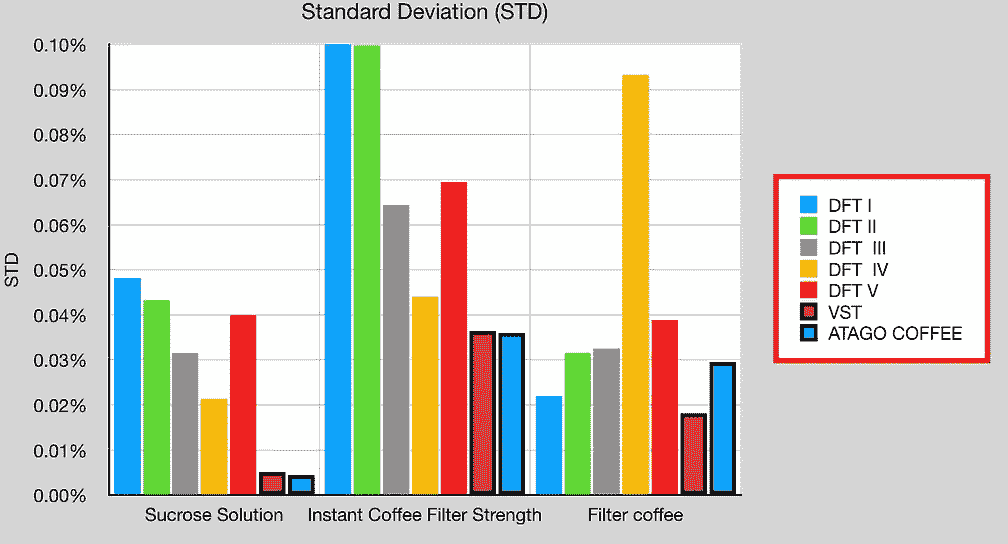 Standard Deviation (STD)
0.10%
0.09%
0.08%
0.07%
0.06%
0.05%
0.04%
0.03%
0.02%
0.01%
0.00%
STD
Sucrose Solution
Instant Coffee Filter Strength
Filter coffee
DFT I
DFT II
DFT III
DFT IV
DFT V
VST
ATAGO COFFEE